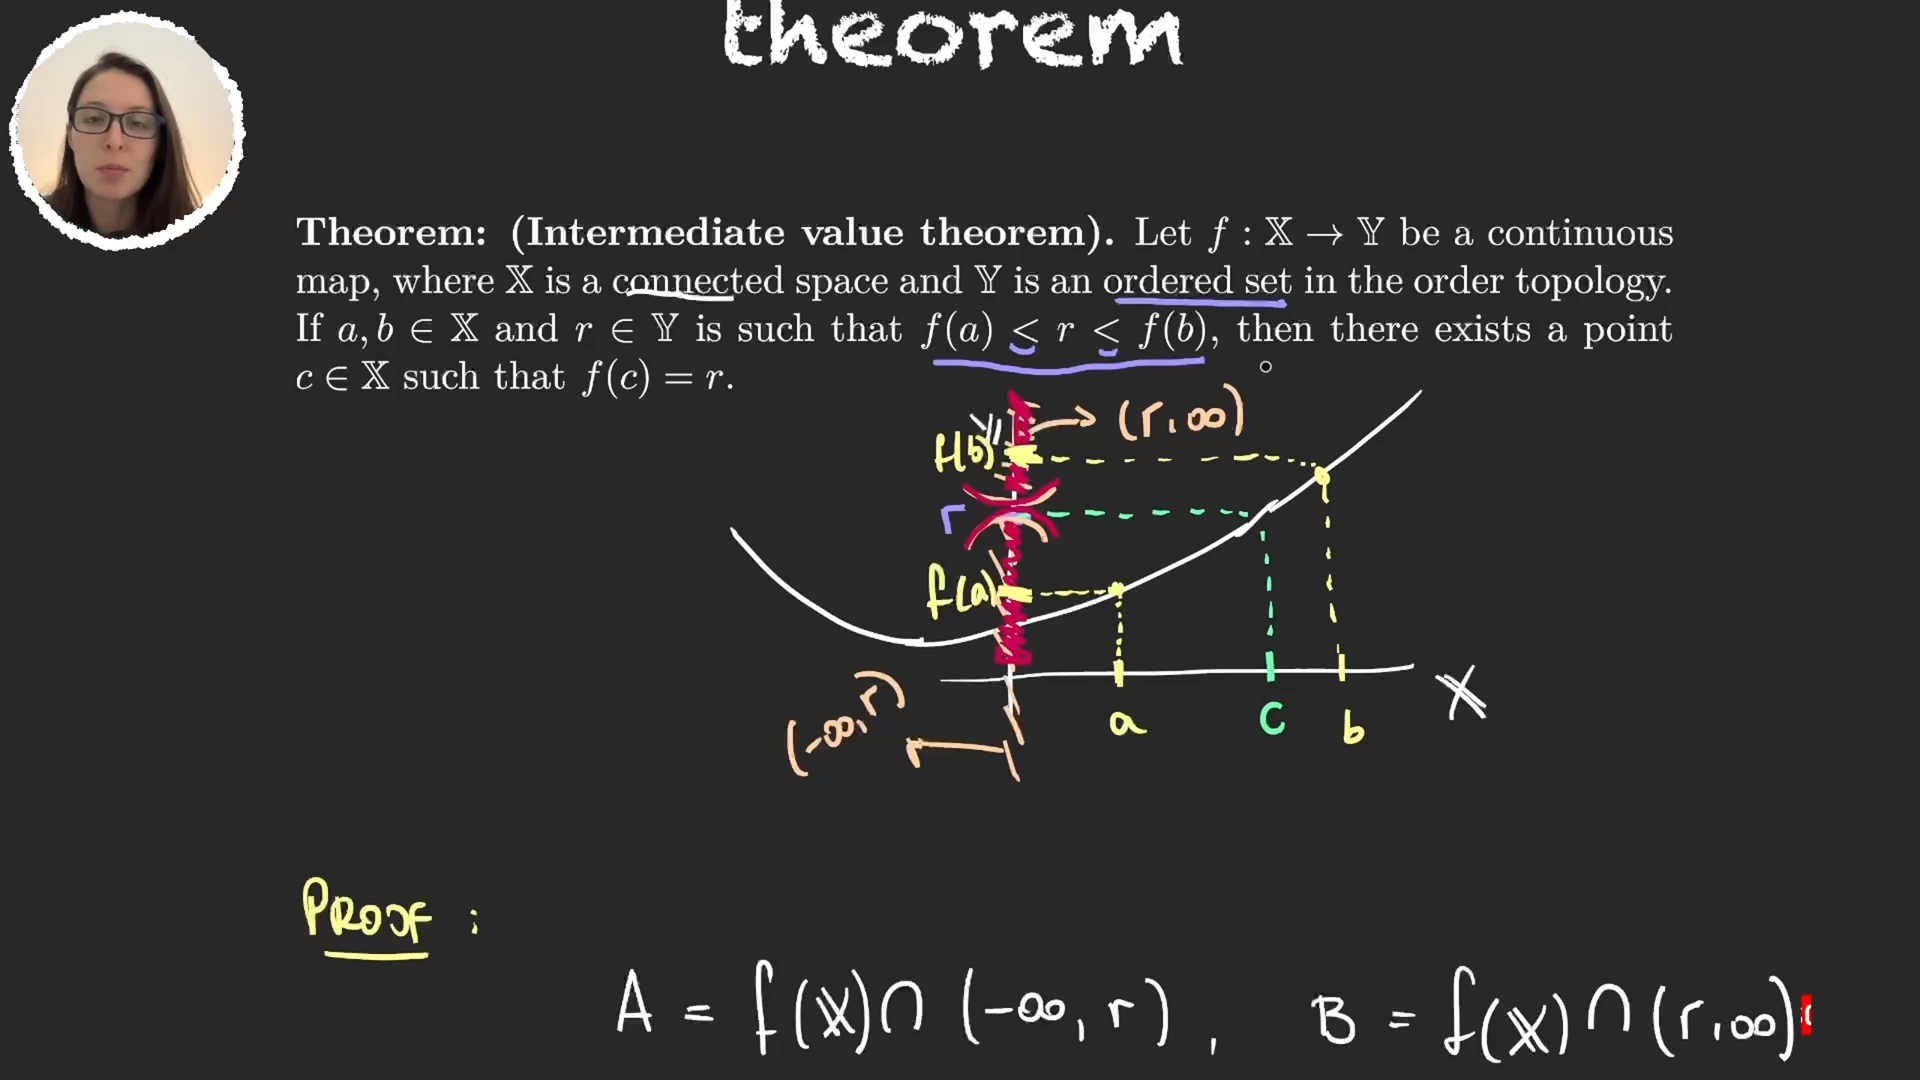 theorem
Theorem: (Intermediate value theorem). Let f : 𝕏 → 𝕐 be a continuous
map, where 𝕏 is a connected space and 𝕐 is an ordered set in the order topology.
If a, b ∈ 𝕏 and r ∈ 𝕐 is such that f(a) < r < f(b), then there exists a point
c ∈ 𝕏 such that f(c) = r.
𝕐
(r, ∞)
f(b)
r
f(a)
(-∞, r)
a
c
b
𝕏
PROOF :
A = f(𝕏) ∩ (-∞, r) , B = f(𝕏) ∩ (r, ∞)